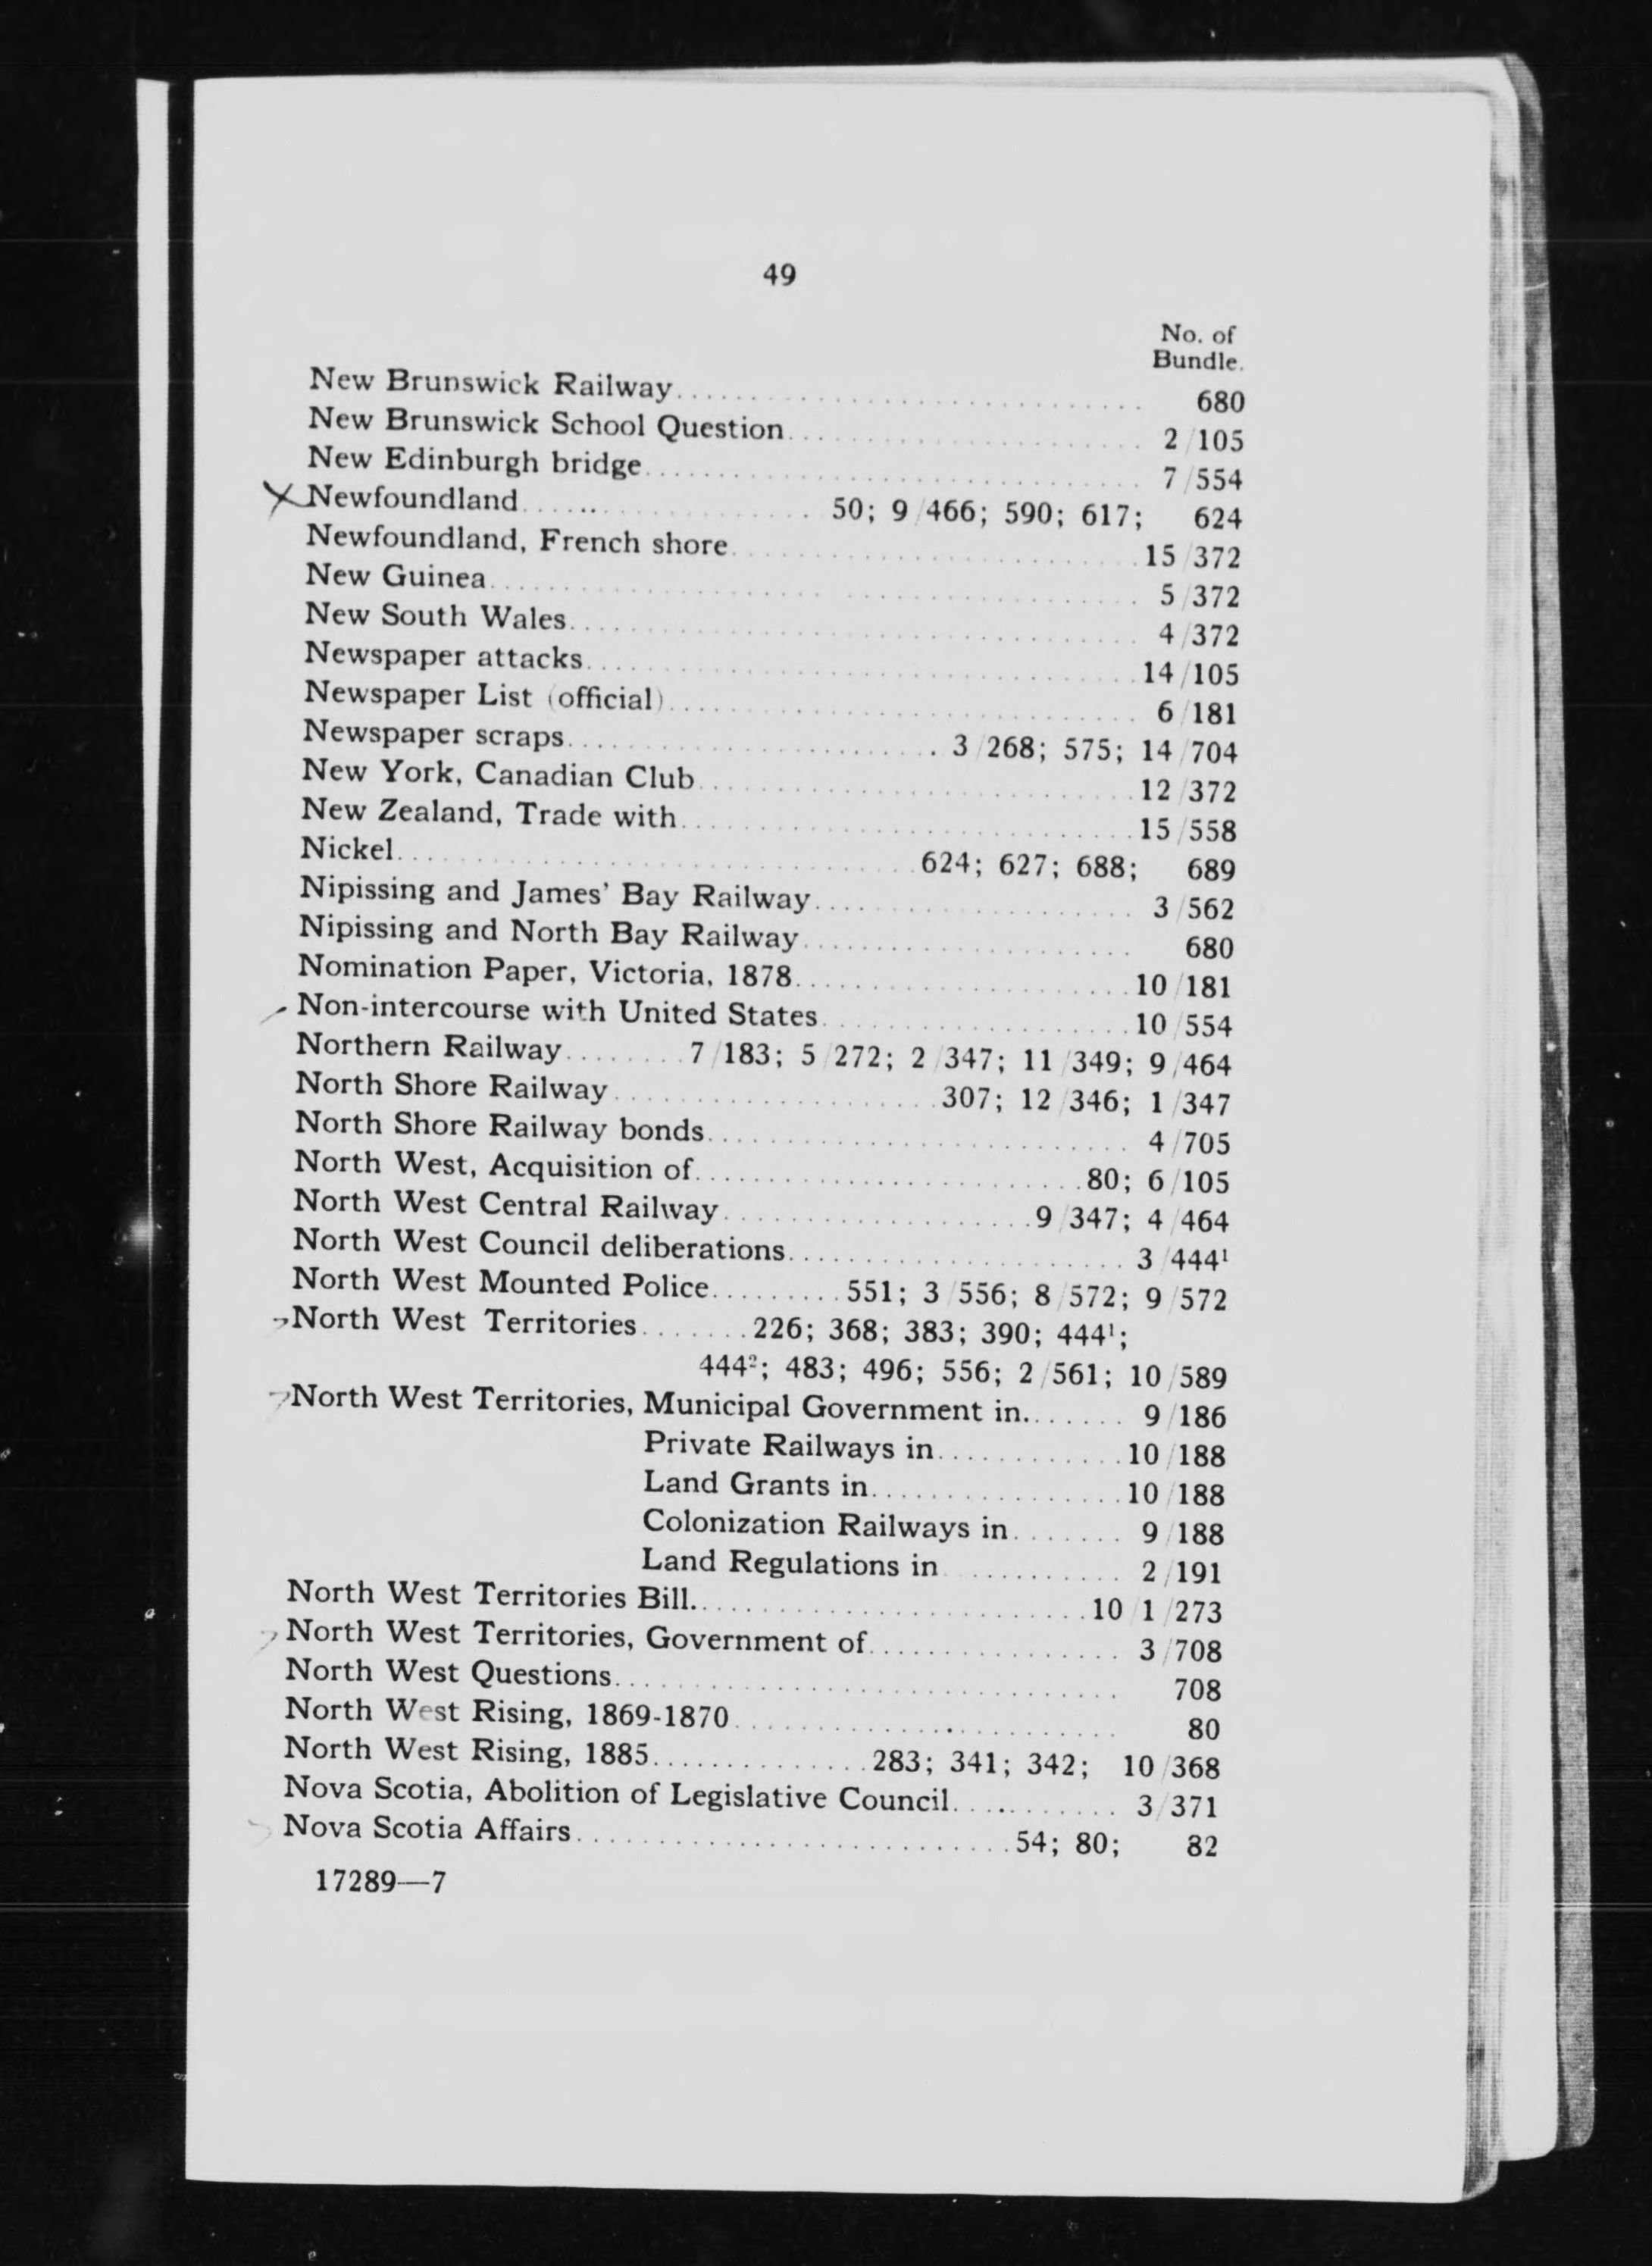 49
No. of
Bundle.
New Brunswick Railway........ 680
New Brunswick School Question........ 2/105
New Edinburgh bridge........ 7/554
Newfoundland........ 50; 9/466; 590; 617; 624
Newfoundland, French shore........ 15/372
New Guinea........ 5/372
New South Wales........ 4/372
Newspaper attacks........ 14/105
Newspaper List (official)........ 6/181
Newspaper scraps........ 3/268; 575; 14/704
New York, Canadian Club........ 12/372
New Zealand, Trade with........ 15/558
Nickel........ 624; 627; 688; 689
Nipissing and James' Bay Railway........ 3/562
Nipissing and North Bay Railway........ 680
Nomination Paper, Victoria, 1878........ 10/181
Non-intercourse with United States........ 10/554
Northern Railway........ 7/183; 5/272; 2/347; 11/349; 9/464
North Shore Railway........ 307; 12/346; 1/347
North Shore Railway bonds........ 4/705
North West, Acquisition of........ 80; 6/105
North West Central Railway........ 9/347; 4/464
North West Council deliberations........ 3/444¹
North West Mounted Police........ 551; 3/556; 8/572; 9/572
North West Territories........ 226; 368; 383; 390; 444¹;
444²; 483; 496; 556; 2/561; 10/589
North West Territories, Municipal Government in........ 9/186
Private Railways in........ 10/188
Land Grants in........ 10/188
Colonization Railways in........ 9/188
Land Regulations in........ 2/191
North West Territories Bill........ 10/1/273
North West Territories, Government of........ 3/708
North West Questions........ 708
North West Rising, 1869-1870........ 80
North West Rising, 1885........ 283; 341; 342; 10/368
Nova Scotia, Abolition of Legislative Council........ 3/371
Nova Scotia Affairs........ 54; 80; 82
17289—7